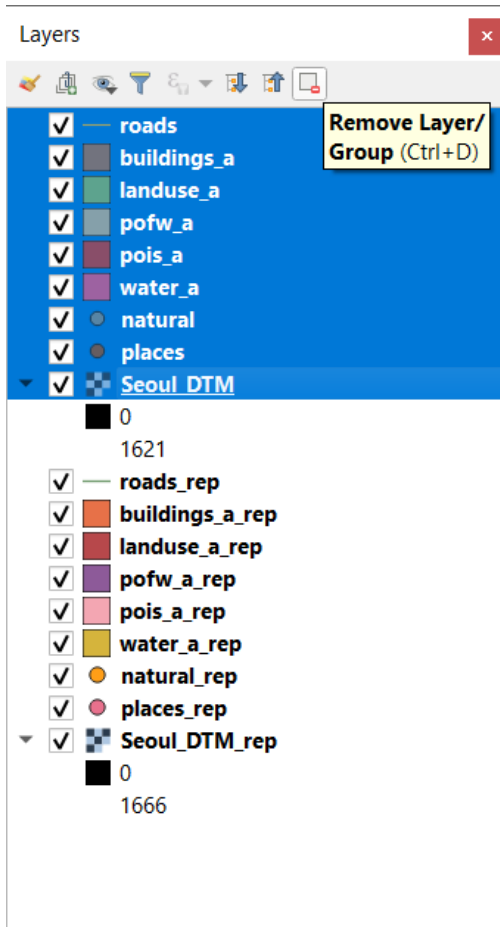 Layers
Remove Layer/
Group (Ctrl+D)
roads
buildings_a
landuse_a
pofw_a
pois_a
water_a
natural
places
Seoul_DTM
0
1621
roads_rep
buildings_a_rep
landuse_a_rep
pofw_a_rep
pois_a_rep
water_a_rep
natural_rep
places_rep
Seoul_DTM_rep
0
1666